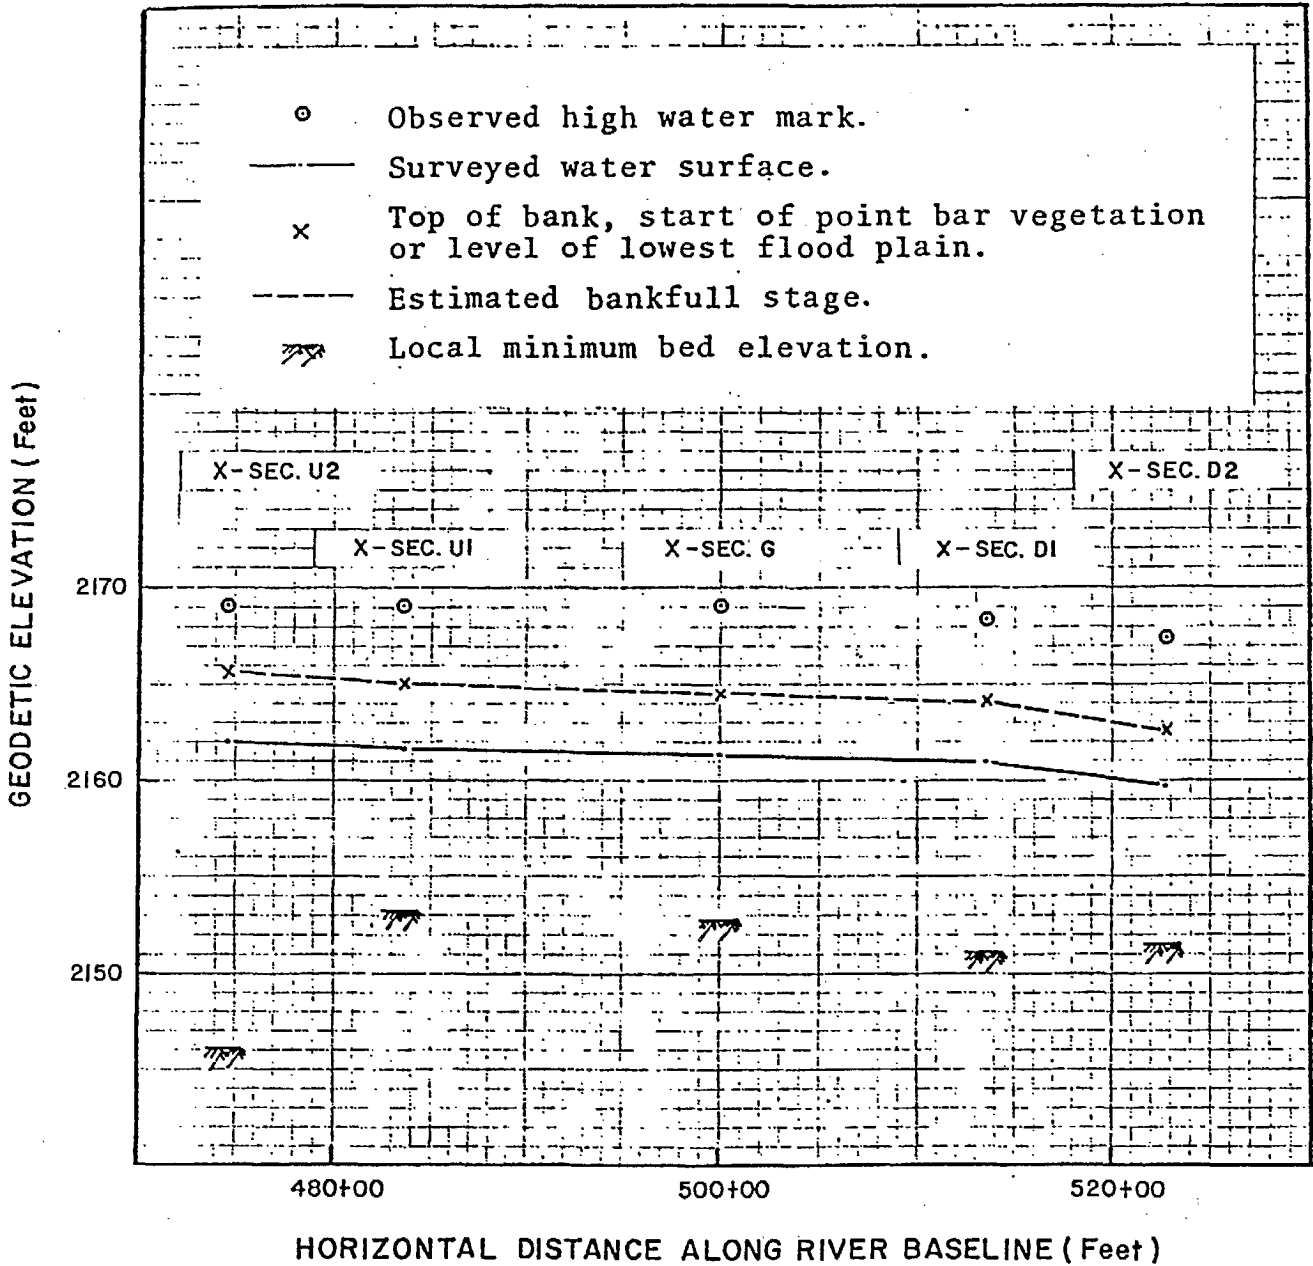 Observed high water mark.
Surveyed water surface.
Top of bank, start of point bar vegetation
or level of lowest flood plain.
Estimated bankfull stage.
Local minimum bed elevation.
X-SEC. U2
X-SEC. D2
X-SEC. U1
X-SEC. G
X-SEC. D1
2170
2160
2150
GEODETIC ELEVATION (Feet)
480+00
500+00
520+00
HORIZONTAL DISTANCE ALONG RIVER BASELINE (Feet)